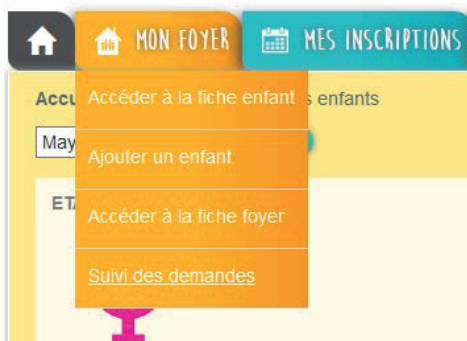 MON FOYER
MES INSCRIPTIONS
Accu
Accéder à la fiche enfant
s enfants
May
Ajouter un enfant
ET
Accéder à la fiche foyer
Suivi des demandes